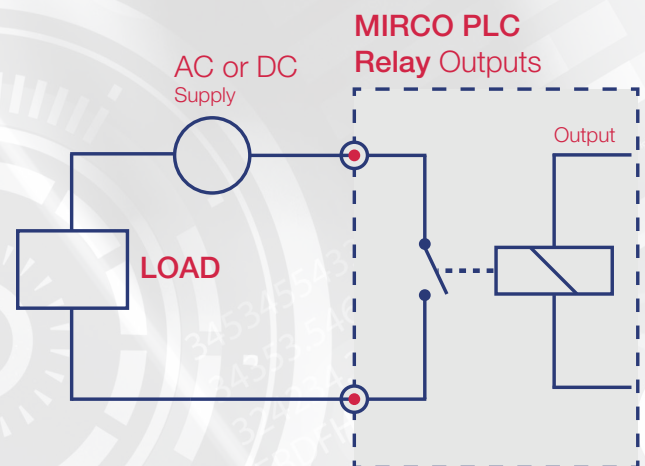 MIRCO PLC
Relay Outputs
AC or DC
Supply
Output
LOAD